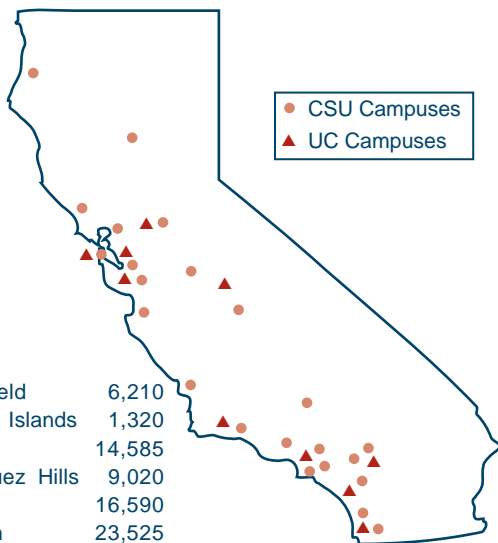 CSU Campuses
UC Campuses
eld 6,210
Islands 1,320
14,585
uez Hills 9,020
16,590
23,525